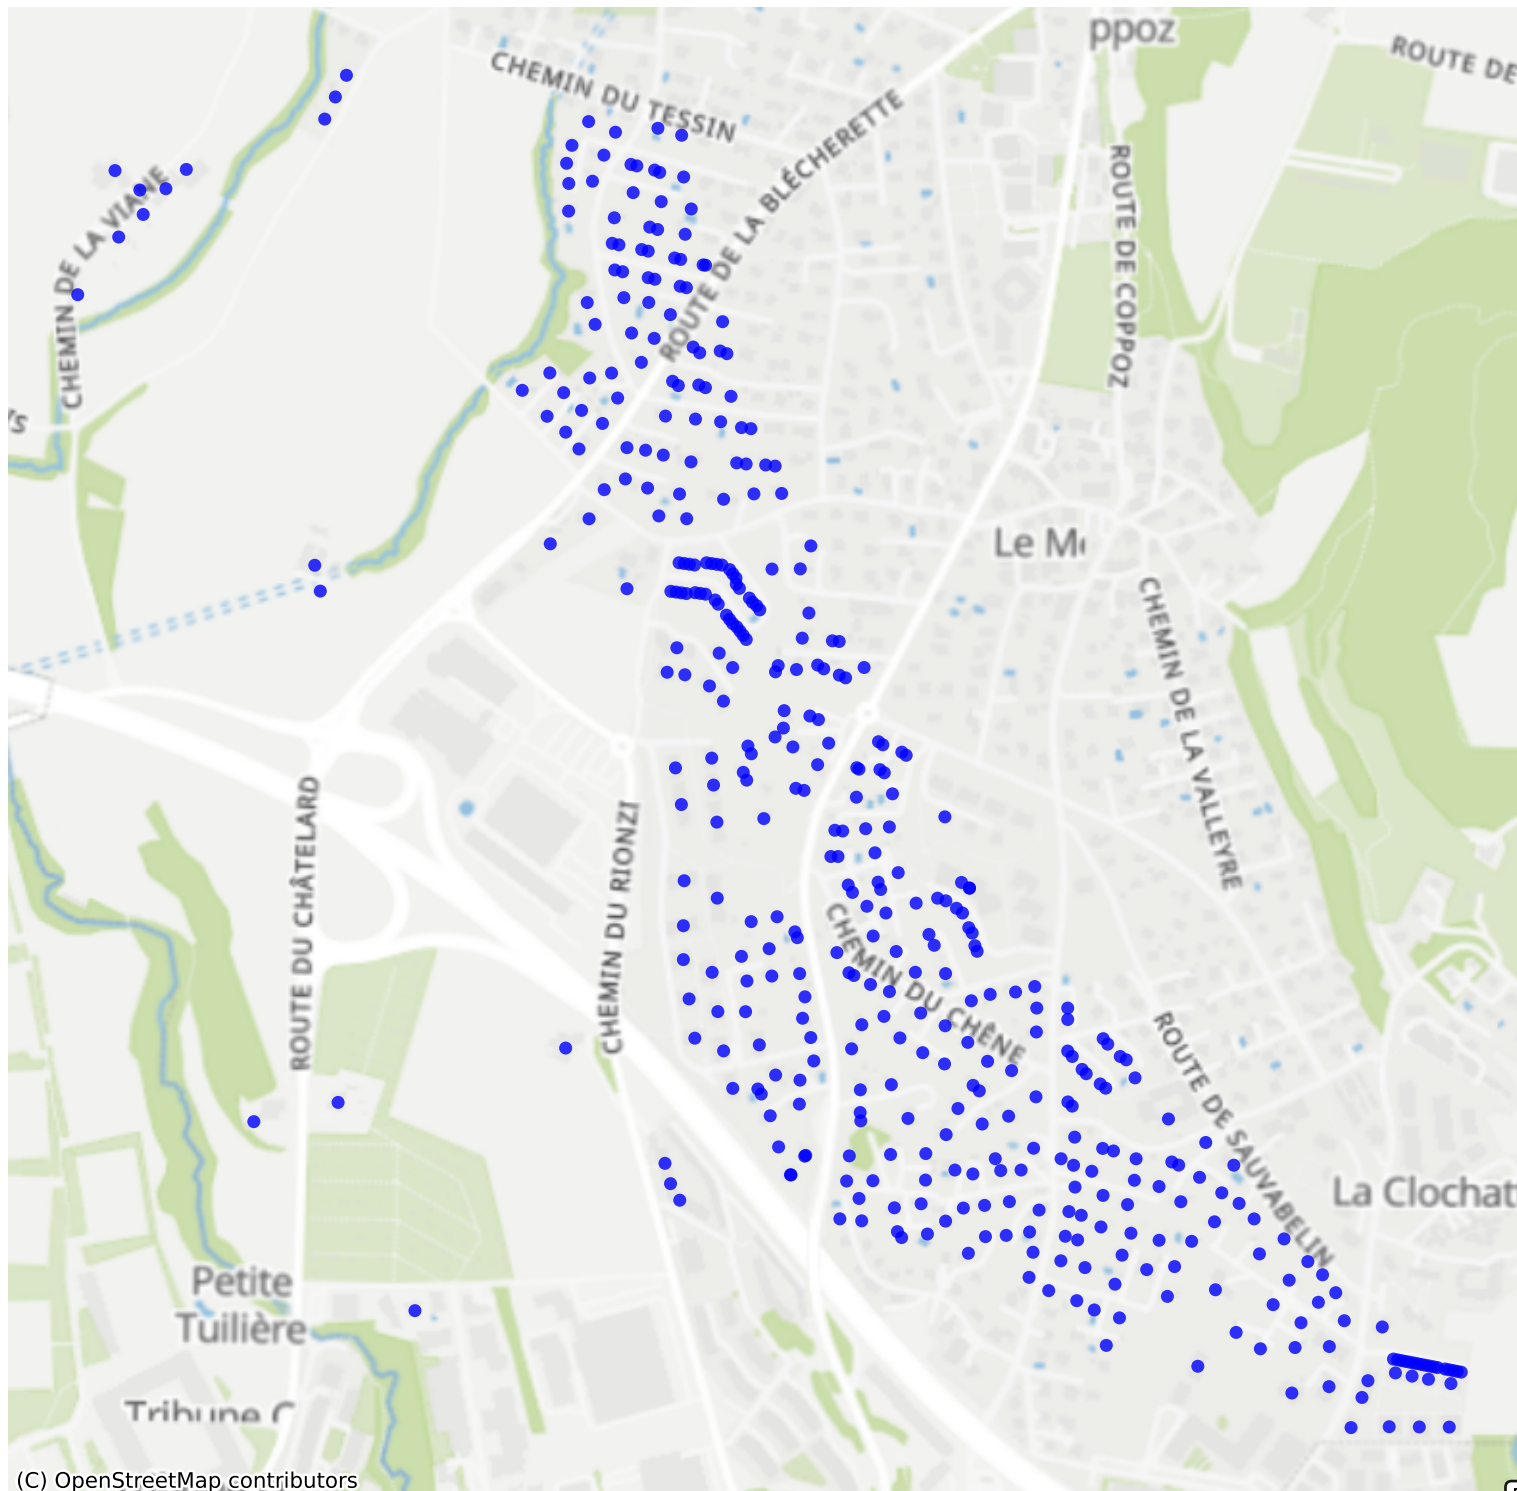 ppoz
ROUTE DE
CHEMIN DU TESSIN
ROUTE DE LA BLÉCHERETTE
ROUTE DE COPPOZ
CHEMIN DE LA VIANE
Le M
CHEMIN DE LA VALLEYRE
ROUTE DU CHÂTELARD
CHEMIN DU RIONZI
CHEMIN DU CHÊNE
ROUTE DE SAUVABELIN
La Clochat
Petite
Tuilière
Tribune C
(C) OpenStreetMap contributors